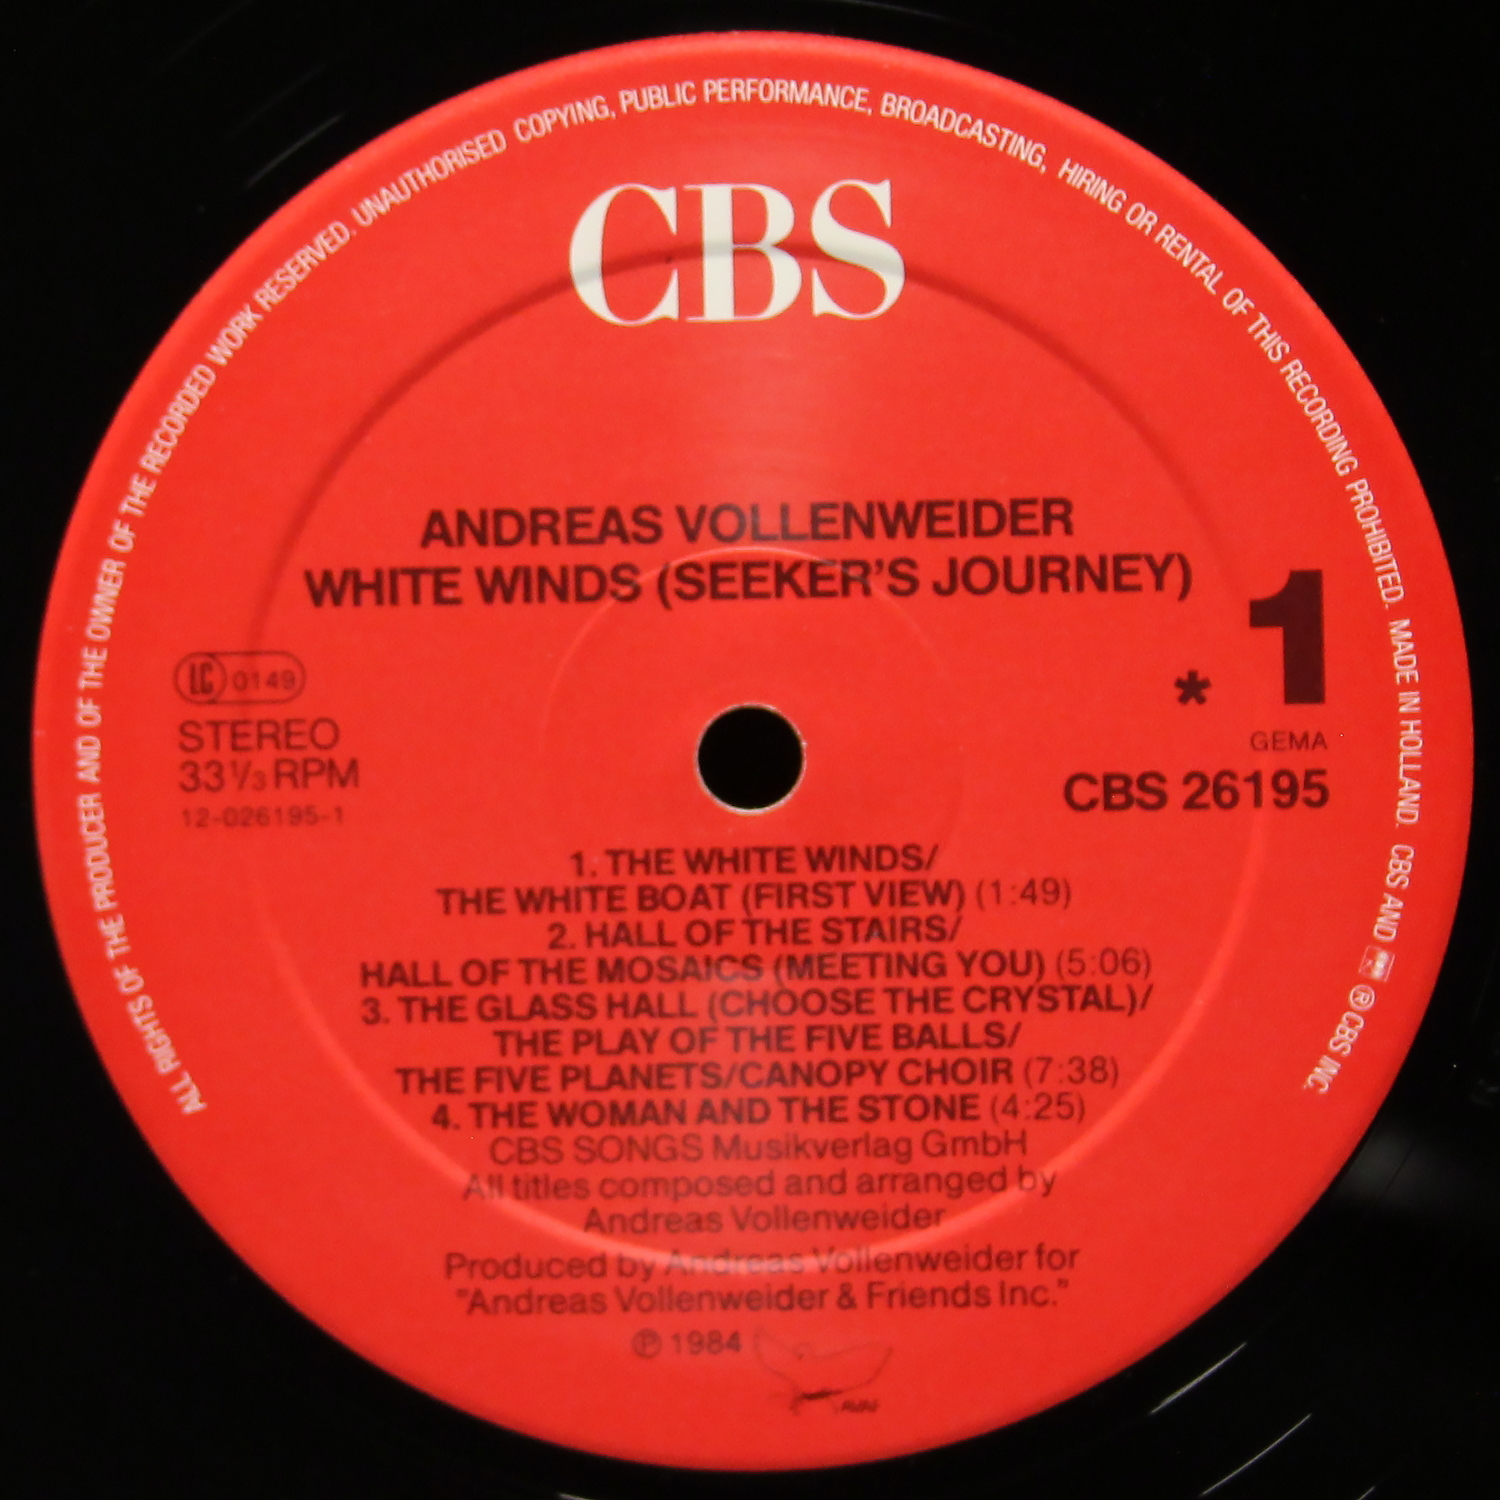 ALL RIGHTS OF THE PRODUCER AND OF THE OWNER OF THE RECORDED WORK RESERVED. UNAUTHORISED COPYING, PUBLIC PERFORMANCE, BROADCASTING, HIRING OR RENTAL OF THIS RECORDING PROHIBITED. MADE IN HOLLAND. CBS AND ℗ CBS INC.
CBS
ANDREAS VOLLENWEIDER
WHITE WINDS (SEEKER'S JOURNEY)
1
LC 0149
*
STEREO
GEMA
33⅓ RPM
CBS 26195
12-026195-1
1. THE WHITE WINDS/
THE WHITE BOAT (FIRST VIEW) (1:49)
2. HALL OF THE STAIRS/
HALL OF THE MOSAICS (MEETING YOU) (5:06)
3. THE GLASS HALL (CHOOSE THE CRYSTAL)/
THE PLAY OF THE FIVE BALLS/
THE FIVE PLANETS/CANOPY CHOIR (7:38)
4. THE WOMAN AND THE STONE (4:25)
CBS SONGS Musikverlag GmbH
All titles composed and arranged by
Andreas Vollenweider
Produced by Andreas Vollenweider for
"Andreas Vollenweider & Friends Inc."
℗ 1984